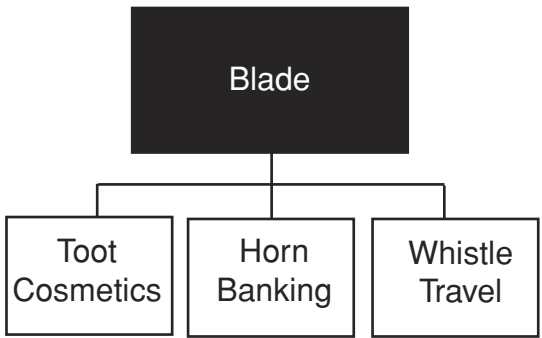 Blade
Toot
Cosmetics
Horn
Banking
Whistle
Travel